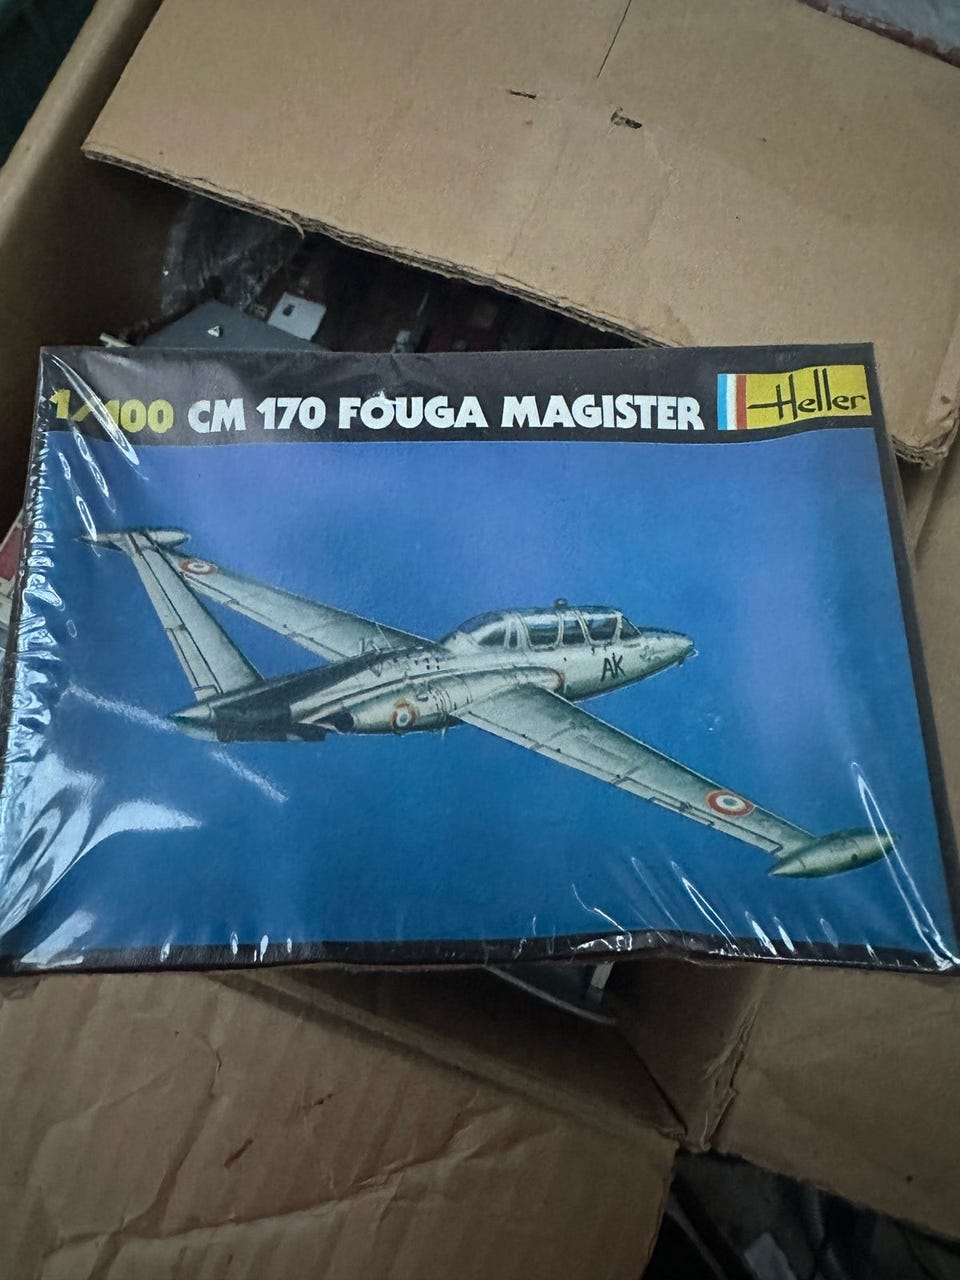 1/100 CM 170 FOUGA MAGISTER Heller
AK